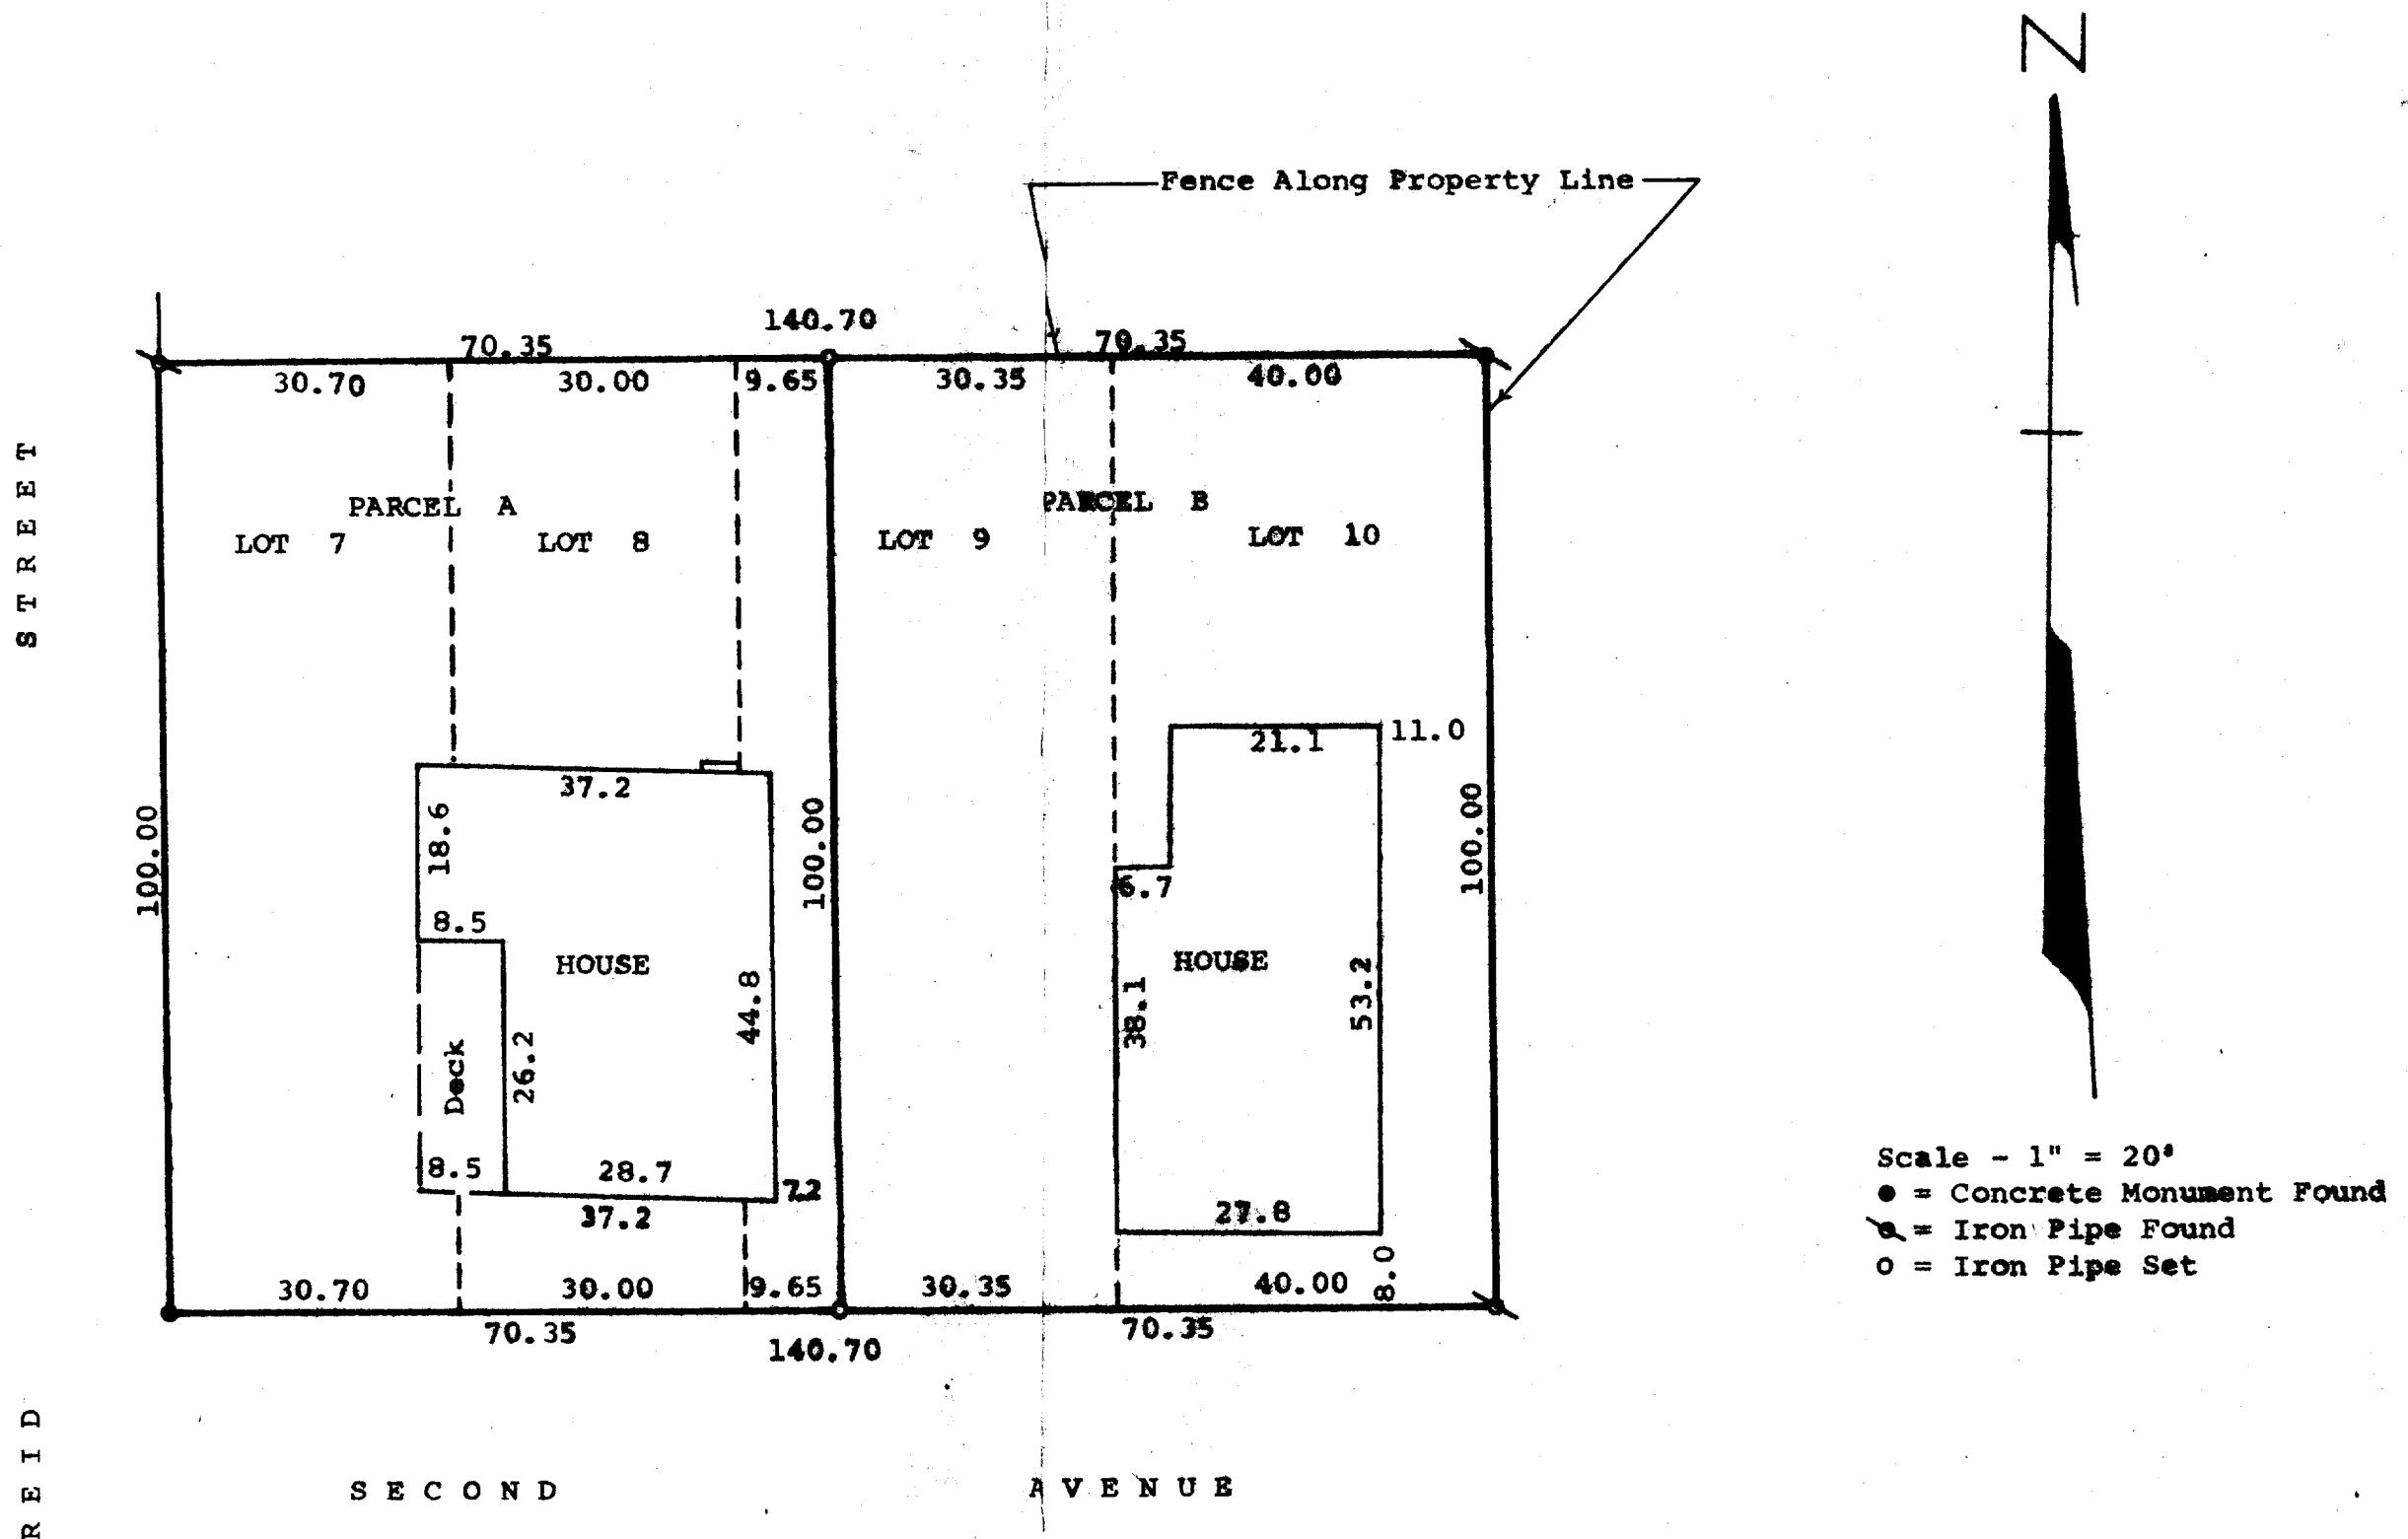 N
Fence Along Property Line
140.70
70.35
70.35
30.70
30.00
9.65
30.35
40.00
STREET
PARCEL A
PARCEL B
LOT 7
LOT 8
LOT 9
LOT 10
21.1
11.0
37.2
18.6
100.00
100.00
100.00
6.7
8.5
HOUSE
HOUSE
44.8
38.1
53.2
Deck
26.2
8.5
28.7
7.2
37.2
27.8
8.0
30.70
30.00
9.65
30.35
40.00
70.35
70.35
140.70
Scale - 1" = 20'
= Concrete Monument Found
= Iron Pipe Found
o = Iron Pipe Set
REID
SECOND AVENUE